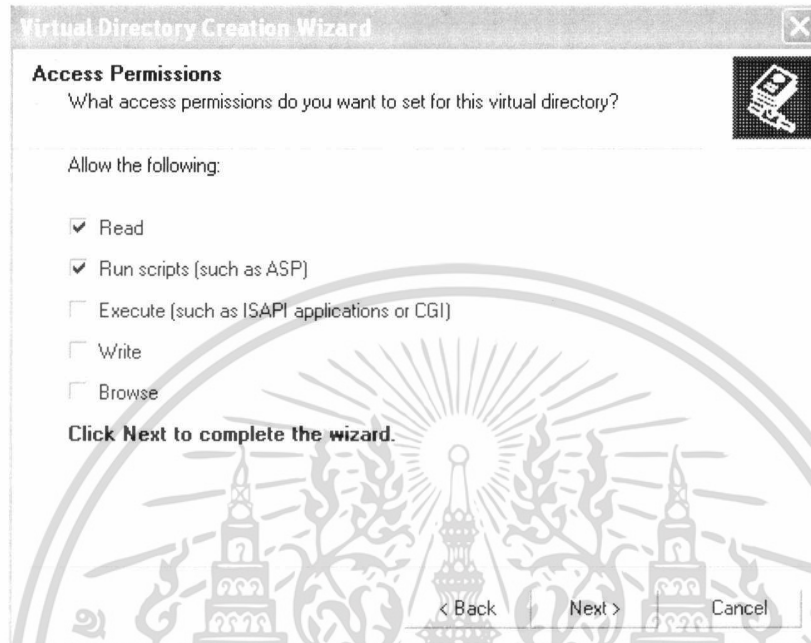 Virtual Directory Creation Wizard
Access Permissions
What access permissions do you want to set for this virtual directory?
Allow the following:
Read
Run scripts (such as ASP)
Execute (such as ISAPI applications or CGI)
Write
Browse
Click Next to complete the wizard.
< Back
Next >
Cancel